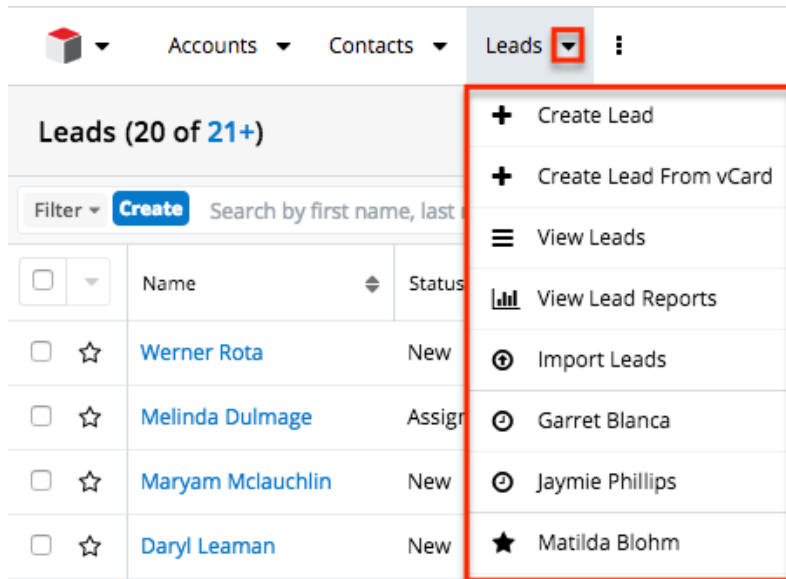 Accounts Contacts Leads
Leads (20 of 21+)
Filter Create Search by first name, last
Name Status
Werner Rota New
Melinda Dulmage Assign
Maryam Mclauchlin New
Daryl Leaman New
Create Lead
Create Lead From vCard
View Leads
View Lead Reports
Import Leads
Garret Blanca
Jaymie Phillips
Matilda Blohm